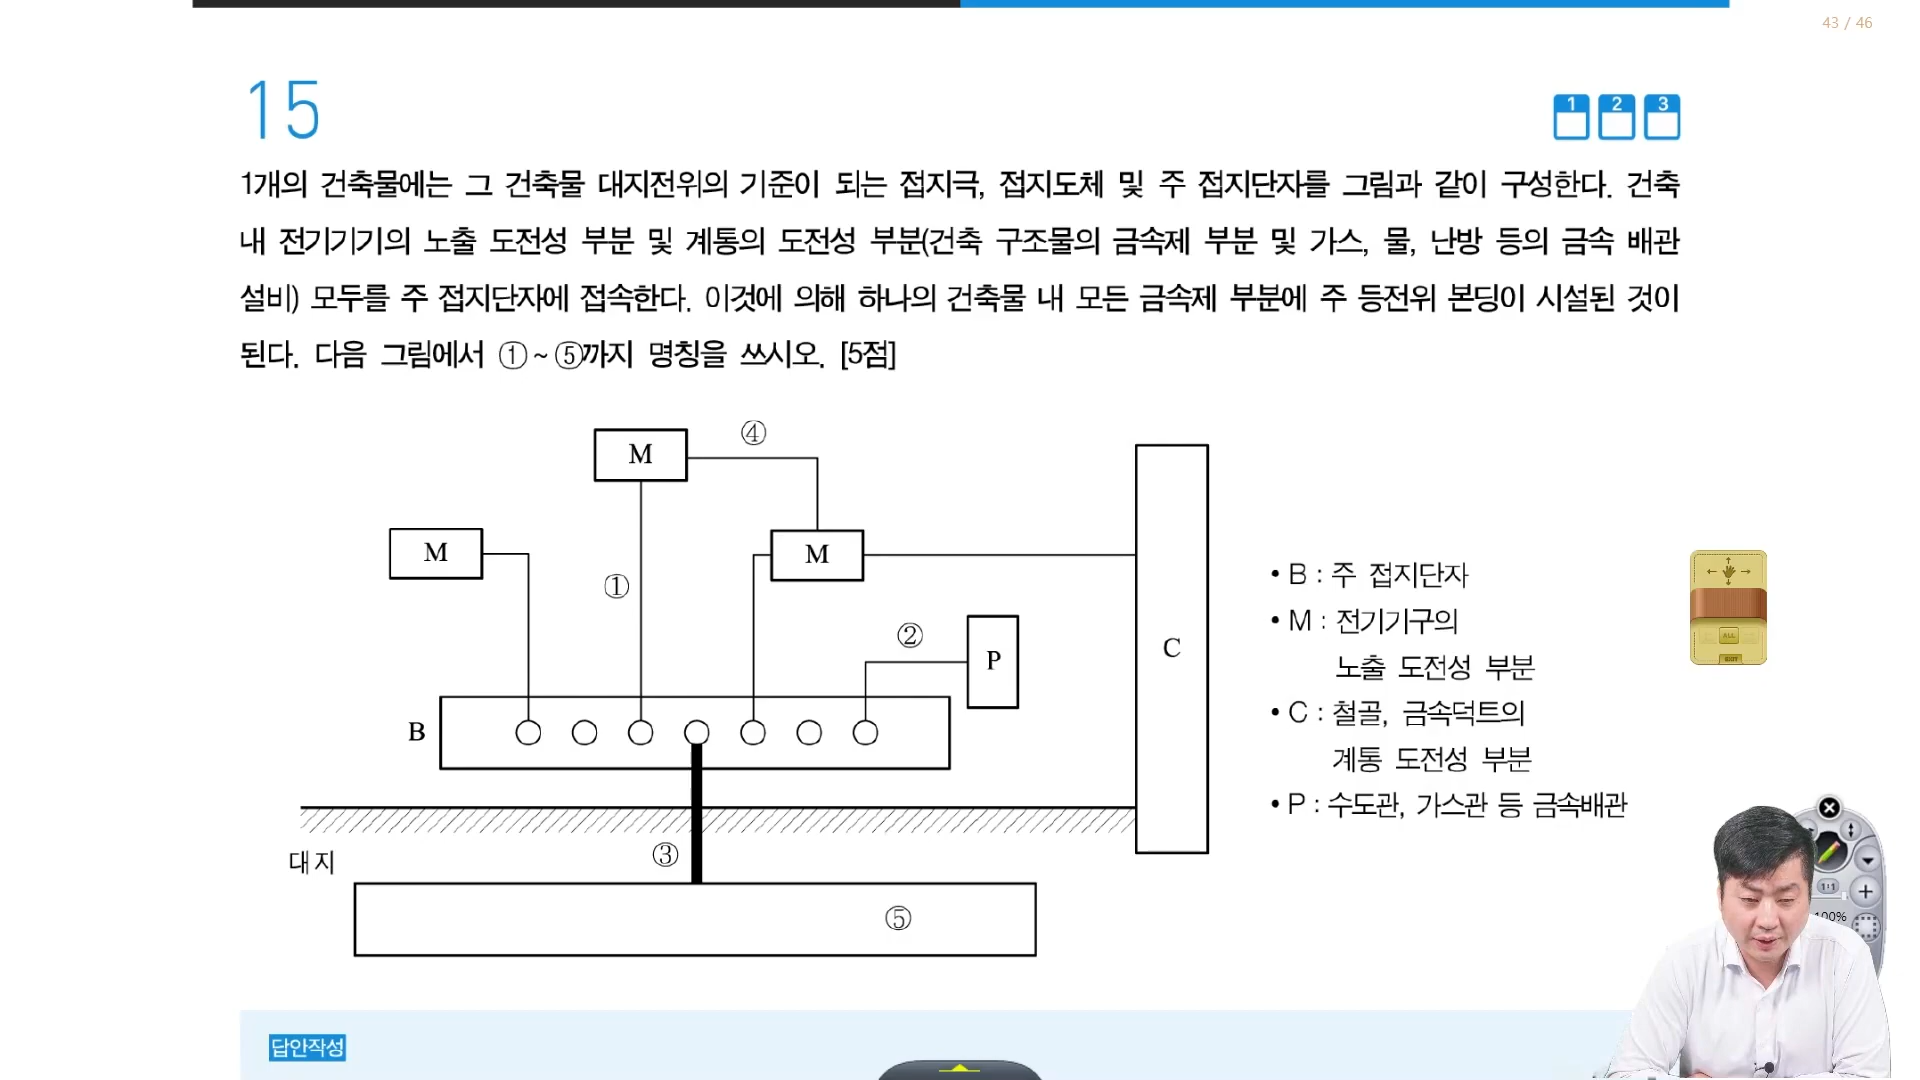 43 / 46
15
1 2 3
1개의 건축물에는 그 건축물 대지전위의 기준이 되는 접지극, 접지도체 및 주 접지단자를 그림과 같이 구성한다. 건축
내 전기기기의 노출 도전성 부분 및 계통의 도전성 부분(건축 구조물의 금속제 부분 및 가스, 물, 난방 등의 금속 배관
설비) 모두를 주 접지단자에 접속한다. 이것에 의해 하나의 건축물 내 모든 금속제 부분에 주 등전위 본딩이 시설된 것이
된다. 다음 그림에서 ①~⑤까지 명칭을 쓰시오. [5점]
④
M
M
M
①
②
P
C
B
③
대지
⑤
• B : 주 접지단자
• M : 전기기구의
노출 도전성 부분
• C : 철골, 금속덕트의
계통 도전성 부분
• P : 수도관, 가스관 등 금속배관
ALL
EXIT
1:1
100%
답안작성